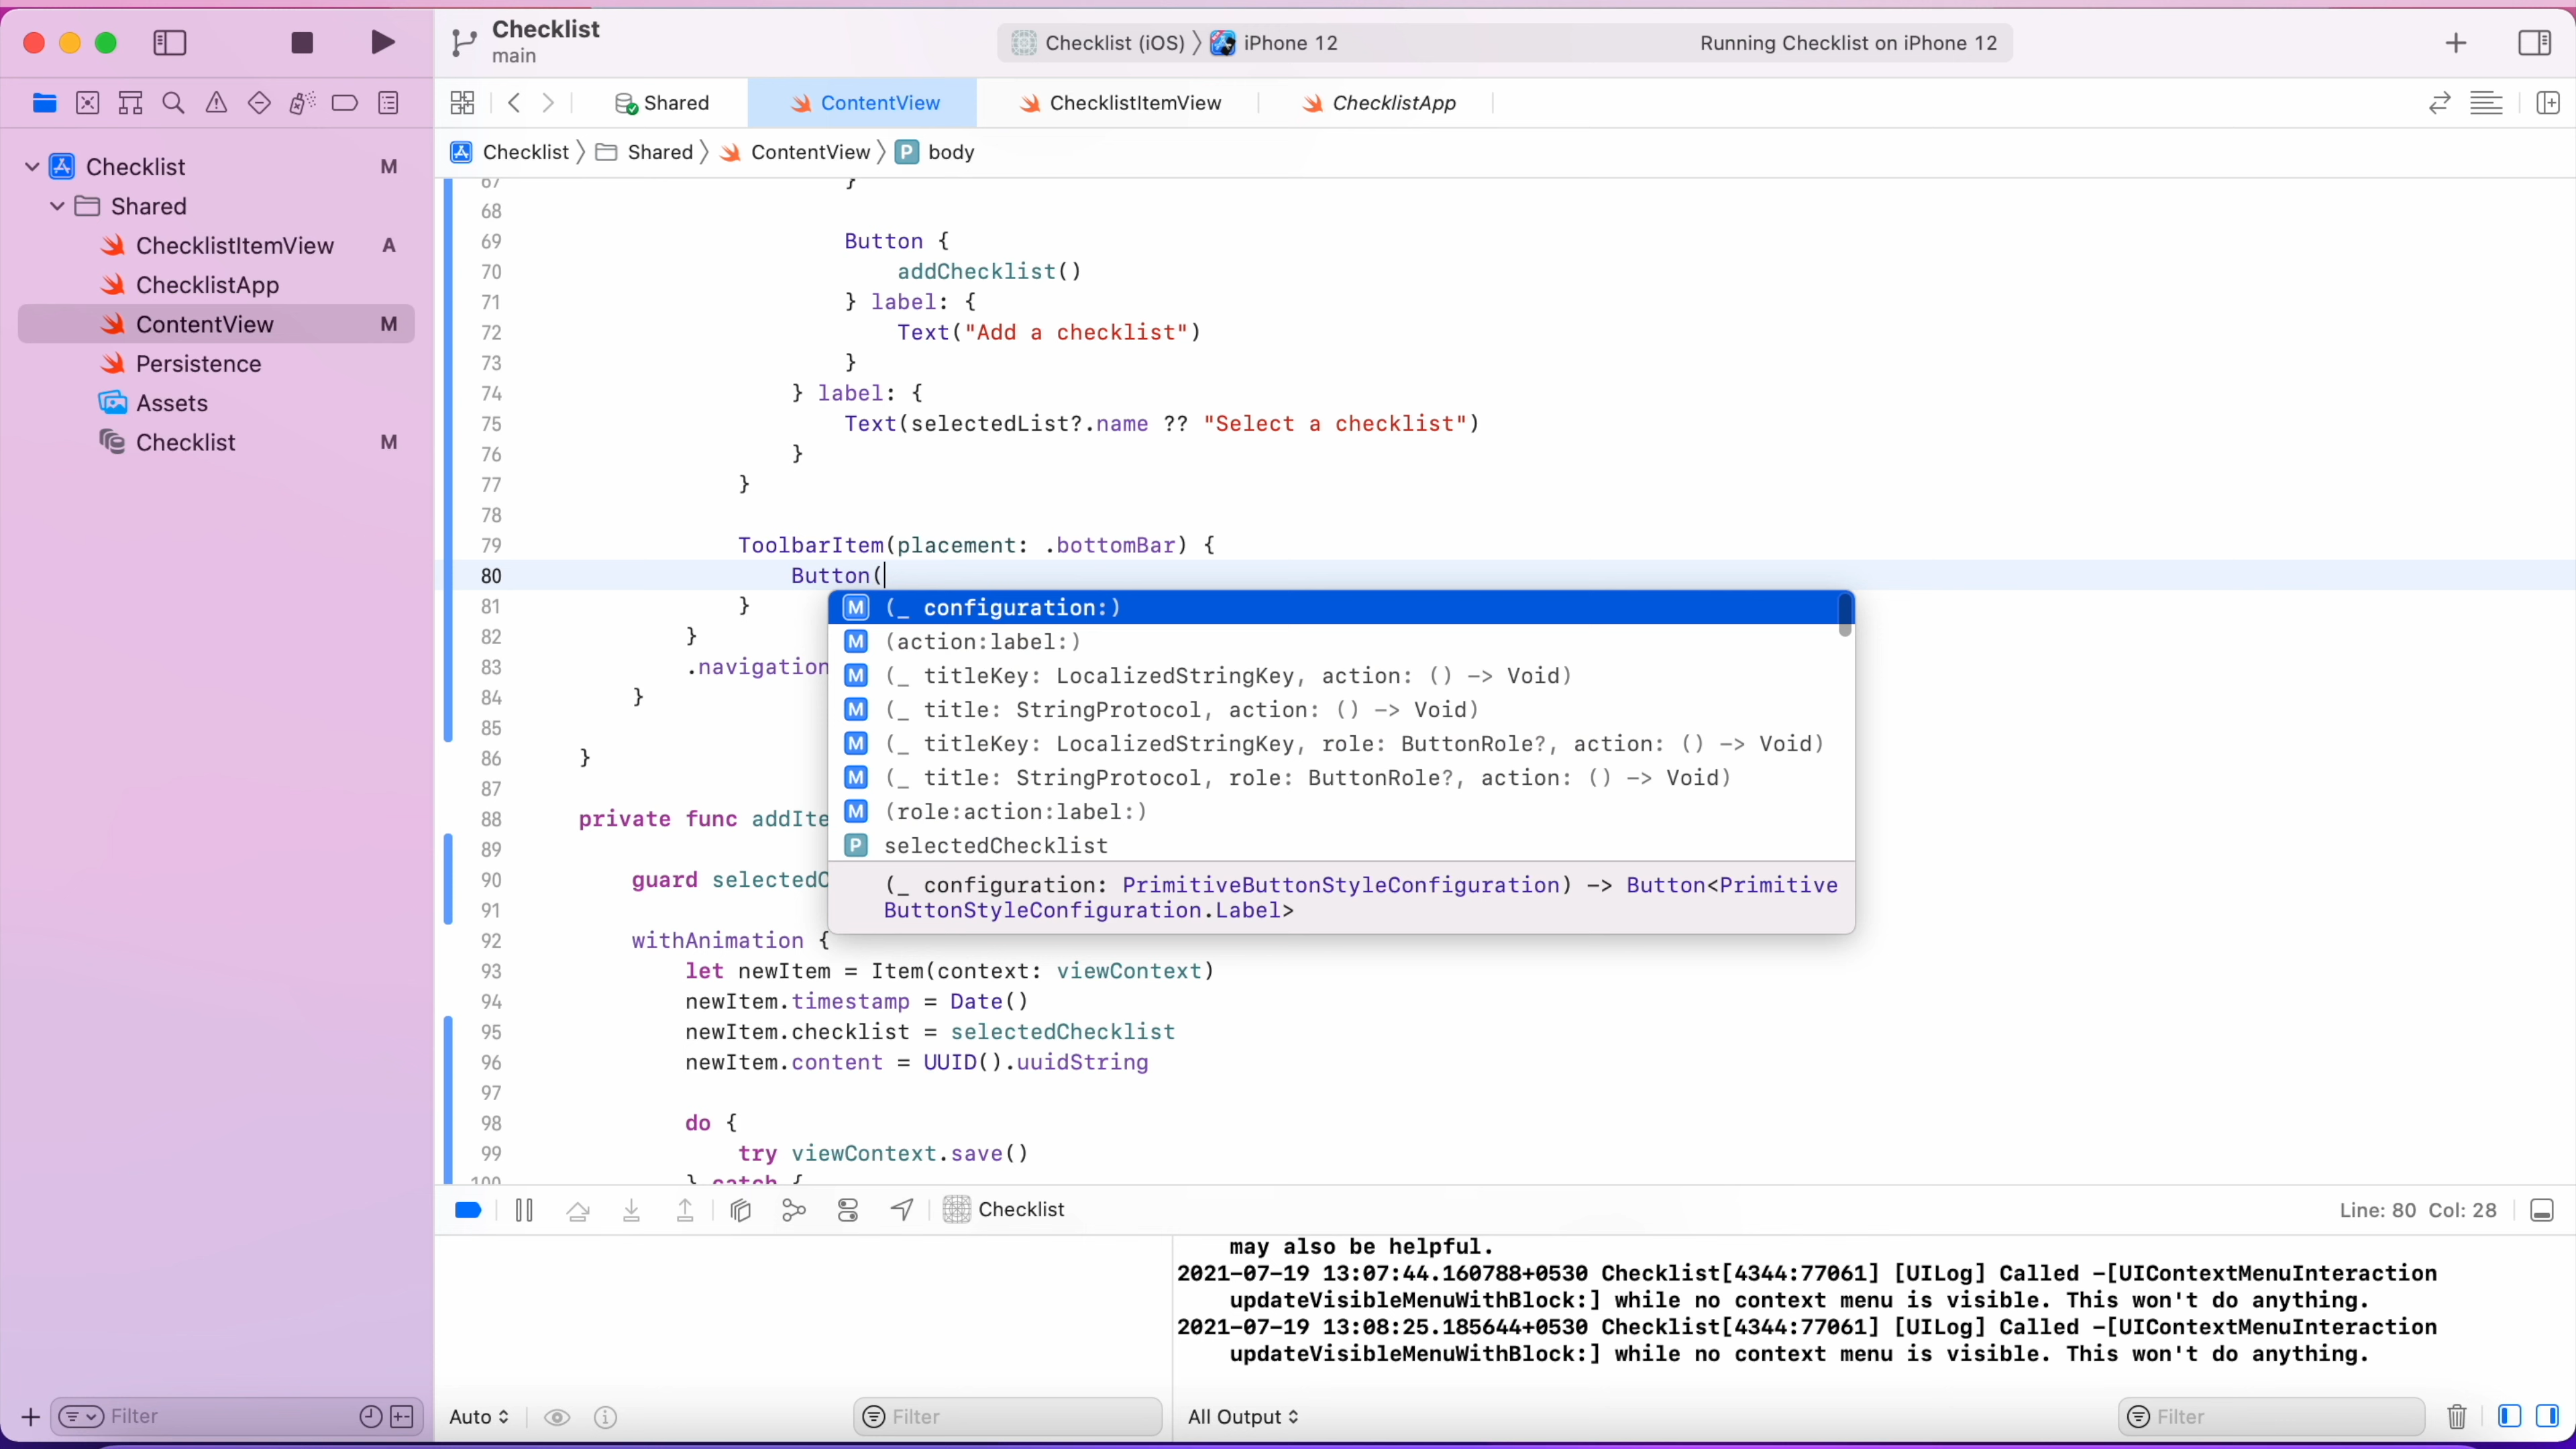 Checklist
main
Checklist (iOS) iPhone 12
Running Checklist on iPhone 12
Shared
ContentView
ChecklistItemView
ChecklistApp
Checklist Shared ContentView P body
Checklist M
Shared
ChecklistItemView A
ChecklistApp
ContentView M
Persistence
Assets
Checklist M
67 }
68
69 Button {
70 addChecklist()
71 } label: {
72 Text("Add a checklist")
73 }
74 } label: {
75 Text(selectedList?.name ?? "Select a checklist")
76 }
77 }
78
79 ToolbarItem(placement: .bottomBar) {
80 Button(
81 }
82 }
83 .navigation
84 }
85
86 }
87
88 private func addIte
89
90 guard selectedC
91
92 withAnimation {
93 let newItem = Item(context: viewContext)
94 newItem.timestamp = Date()
95 newItem.checklist = selectedChecklist
96 newItem.content = UUID().uuidString
97
98 do {
99 try viewContext.save()
100 } catch {
M (_ configuration:)
M (action:label:)
M (_ titleKey: LocalizedStringKey, action: () -> Void)
M (_ title: StringProtocol, action: () -> Void)
M (_ titleKey: LocalizedStringKey, role: ButtonRole?, action: () -> Void)
M (_ title: StringProtocol, role: ButtonRole?, action: () -> Void)
M (role:action:label:)
P selectedChecklist
(_ configuration: PrimitiveButtonStyleConfiguration) -> Button<Primitive
ButtonStyleConfiguration.Label>
Checklist
Line: 80 Col: 28
may also be helpful.
2021-07-19 13:07:44.160788+0530 Checklist[4344:77061] [UILog] Called -[UIContextMenuInteraction
updateVisibleMenuWithBlock:] while no context menu is visible. This won't do anything.
2021-07-19 13:08:25.185644+0530 Checklist[4344:77061] [UILog] Called -[UIContextMenuInteraction
updateVisibleMenuWithBlock:] while no context menu is visible. This won't do anything.
Filter
Auto
Filter
All Output
Filter